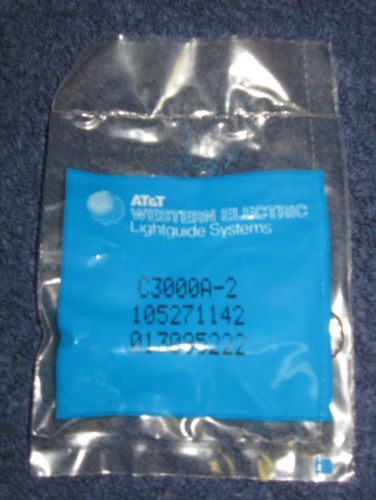 AT&T
WESTERN ELECTRIC
Lightguide Systems
C3000A-2
105271142
013095222